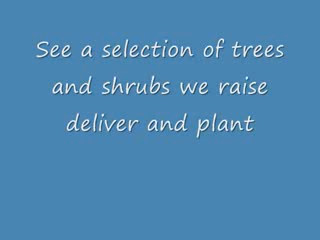 See a selection of trees
and shrubs we raise
deliver and plant